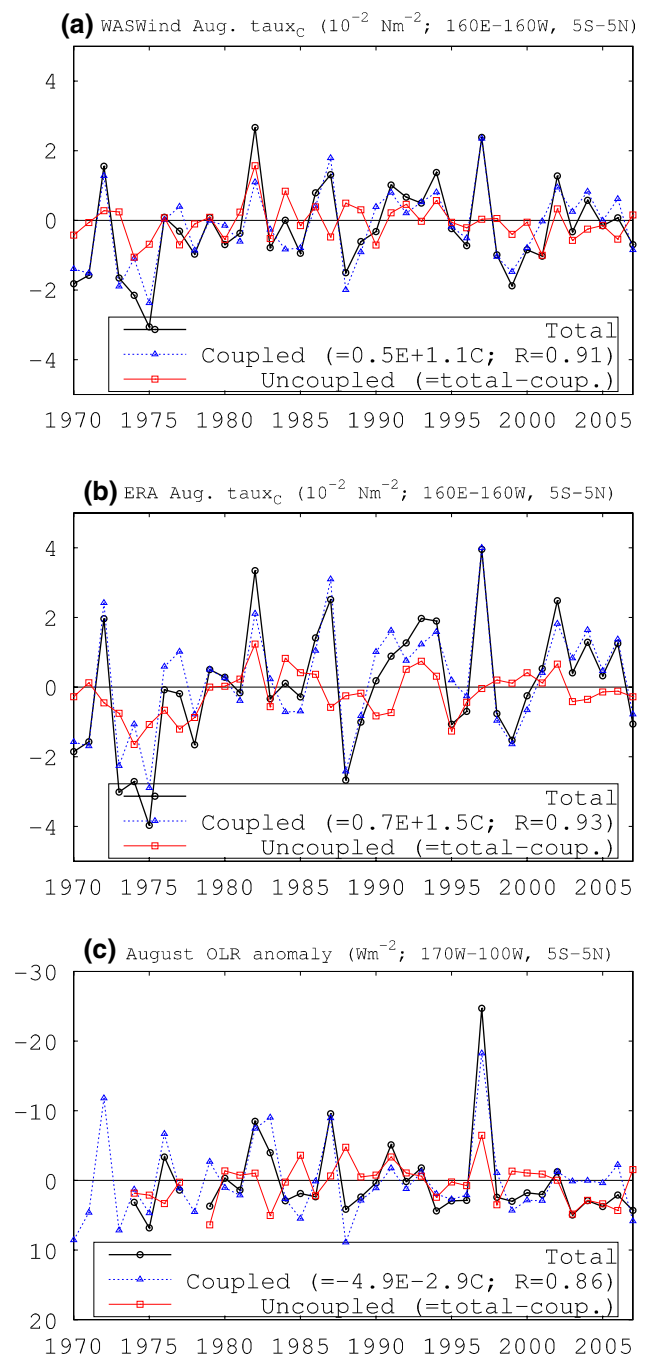 (a) WASWind Aug. taux_C (10^-2 Nm^-2; 160E-160W, 5S-5N)
4
2
0
-2
-4
Total
Coupled (=0.5E+1.1C; R=0.91)
Uncoupled (=total-coup.)
1970 1975 1980 1985 1990 1995 2000 2005
(b) ERA Aug. taux_C (10^-2 Nm^-2; 160E-160W, 5S-5N)
4
2
0
-2
-4
Total
Coupled (=0.7E+1.5C; R=0.93)
Uncoupled (=total-coup.)
1970 1975 1980 1985 1990 1995 2000 2005
(c) August OLR anomaly (Wm^-2; 170W-100W, 5S-5N)
-30
-20
-10
0
10
20
Total
Coupled (=-4.9E-2.9C; R=0.86)
Uncoupled (=total-coup.)
1970 1975 1980 1985 1990 1995 2000 2005